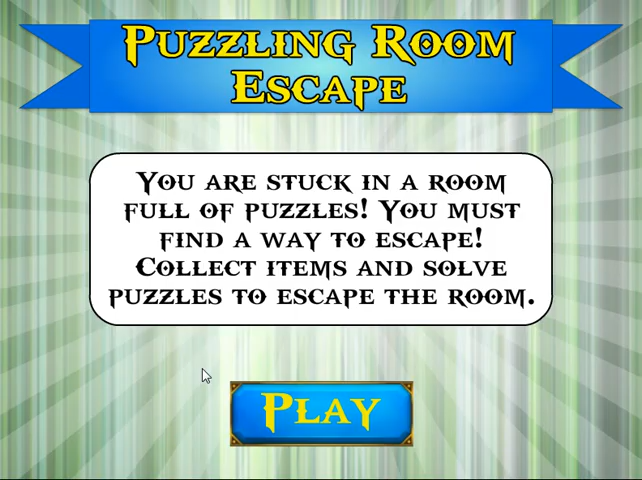 Puzzling Room
Escape
You are stuck in a room
full of puzzles! You must
find a way to escape!
Collect items and solve
puzzles to escape the room.
Play